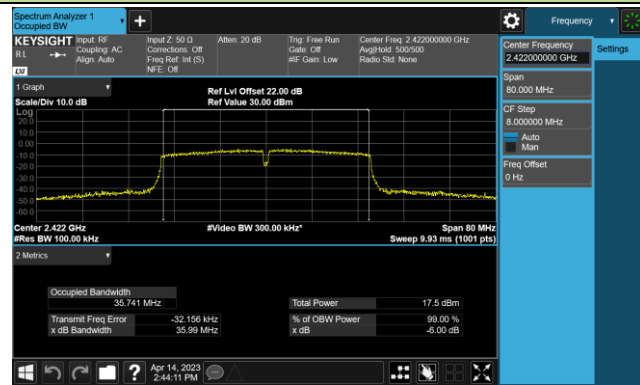 Spectrum Analyzer 1
Occupied BW
Frequency
KEYSIGHT
RL
Input: RF
Coupling: AC
Align: Auto
Input Z: 50 Ω
Corrections: Off
Freq Ref: Int (S)
NFE: Off
Atten: 20 dB
Trig: Free Run
Gate: Off
#IF Gain: Low
Center Freq: 2.422000000 GHz
Avg|Hold: 500/500
Radio Std: None
LXI
Center Frequency
2.422000000 GHz
Settings
Span
80.000 MHz
CF Step
8.000000 MHz
Auto
Man
Freq Offset
0 Hz
1 Graph
Scale/Div 10.0 dB
Ref Lvl Offset 22.00 dB
Ref Value 30.00 dBm
Log
20.0
10.0
0.00
-10.0
-20.0
-30.0
-40.0
-50.0
-60.0
Center 2.422 GHz
#Res BW 100.00 kHz
#Video BW 300.00 kHz*
Span 80 MHz
Sweep 9.93 ms (1001 pts)
2 Metrics
Occupied Bandwidth
35.741 MHz
Total Power 17.5 dBm
Transmit Freq Error -32.156 kHz
% of OBW Power 99.00 %
x dB Bandwidth 35.99 MHz
x dB -6.00 dB
Apr 14, 2023
2:44:11 PM